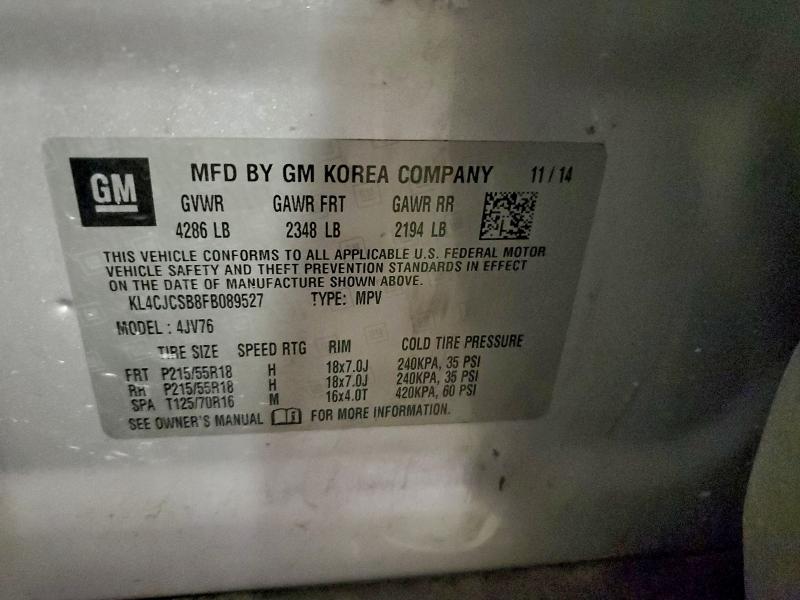 GM
MFD BY GM KOREA COMPANY 11 / 14
GVWR GAWR FRT GAWR RR
4286 LB 2348 LB 2194 LB
THIS VEHICLE CONFORMS TO ALL APPLICABLE U.S. FEDERAL MOTOR
VEHICLE SAFETY AND THEFT PREVENTION STANDARDS IN EFFECT
ON THE DATE OF MANUFACTURE SHOWN ABOVE.
KL4CJCSB8FB089527 TYPE: MPV
MODEL : 4JV76
TIRE SIZE SPEED RTG RIM COLD TIRE PRESSURE
FRT P215/55R18 H 18x7.0J 240KPA, 35 PSI
RR P215/55R18 H 18x7.0J 240KPA, 35 PSI
SPA T125/70R16 M 16x4.0T 420KPA, 60 PSI
SEE OWNER'S MANUAL FOR MORE INFORMATION.